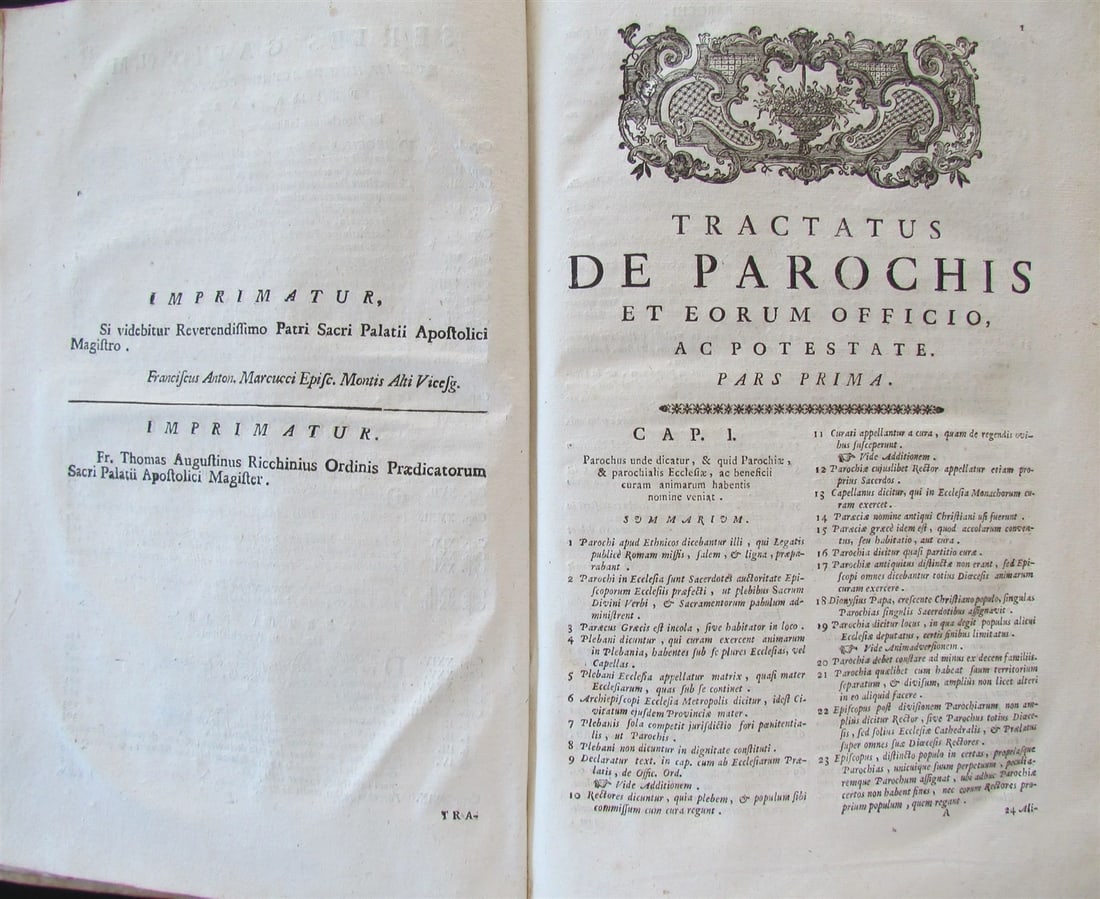 IMPRIMATUR,
Si videbitur Reverendiſſimo Patri Sacri Palatii Apoſtolici
Magiſtro .
Franciſcus Anton. Marcucci Epiſc. Montis Alti Viceſg.
IMPRIMATUR.
Fr. Thomas Auguſtinus Ricchinius Ordinis Prædicatorum
Sacri Palatii Apoſtolici Magiſter .
TRA-
TRACTATUS
DE PAROCHIS
ET EORUM OFFICIO,
AC POTESTATE.
PARS PRIMA.
CAP. I.
Parochus unde dicatur, & quid Parochiæ,
& parochialis Eccleſiæ, ac beneficii
curam animarum habentis
nomine veniat .
SUMMARIUM.
1 Parochi apud Ethnicos dicebantur illi , qui Legatis
publicè Romam miſſis , ſalem , & ligna , præpa-
rabant .
2 Parochi in Eccleſia ſunt Sacerdotes auctoritate Epi-
ſcoporum Eccleſiis præfecti , ut plebibus Sacrum
Divini Verbi , & Sacramentorum pabulum ad-
miniſtrent .
3 Paræcus Græcis eſt incola , ſive habitator in loco .
4 Plebani dicuntur , qui curam exercent animarum
in Plebania, habentes ſub ſe plures Eccleſias, vel
Capellas .
5 Plebani Eccleſia appellatur matrix , quaſi mater
Eccleſiarum , quas ſub ſe continet .
6 Archiepiſcopi Eccleſia Metropolis dicitur , ideſt Ci-
vitatum ejuſdem Provinciæ mater .
7 Plebanis ſola competit juriſdictio fori pœnitentia-
lis , ut Parochis .
8 Plebani non dicuntur in dignitate conſtituti .
9 Declaratur text. in cap. cum ab Eccleſiarum Præ-
latis , de Offic. Ord.
☞ Vide Additionem .
10 Rectores dicuntur , quia plebem , & populum ſibi
commiſſum cum cura regunt .
11 Curati appellantur a cura , quam de regendis ovi-
bus ſuſceperunt .
☞ Vide Additionem .
12 Parochiæ cujuſlibet Rector appellatur etiam pro-
prius Sacerdos .
13 Capellanus dicitur, qui in Eccleſia Monachorum cu-
ram exercet .
14 Paræciæ nomine antiqui Chriſtiani uſi fuerunt .
15 Paræciæ græcè idem eſt , quod accolarum conven-
tus, ſeu habitatio, aut cura .
16 Parochia dicitur quaſi partitio curæ .
17 Parochiæ antiquitus diſtinctæ non erant , ſed Epi-
ſcopi omnes dicebantur totius Diœceſis animarum
curam exercere .
18 Dionyſius Papa, creſcente Chriſtiano populo, ſingulas
Parochias ſingulis Sacerdotibus aſſignavit .
19 Parochia dicitur locus , in qua degit populus alicui
Eccleſiæ deputatus , certis finibus limitatus .
☞ Vide Animadverſionem .
20 Parochia debet conſtare ad minus ex decem familiis.
21 Parochia quælibet cum habeat ſuum territorium
ſeparatum , & diviſum, amplius non licet alteri
in eo aliquid facere .
22 Epiſcopus poſt diviſionem Parochiarum non am-
plius dicitur Rector , ſive Parochus totius Diœce-
ſis , ſed ſolius Eccleſiæ Cathedralis , & Prælatus
ſuper omnes ſuæ Diœceſis Rectores .
23 Epiſcopus , diſtincto populo in certas , propriaſque
Parochias , unicuique ſuum perpetuum , peculia-
remque Parochum aſſignat , ubi adhuc Parochiæ
certos non habent fines , nec eorum Rectores pro-
prium populum , quem regant .
A
24 Ali-